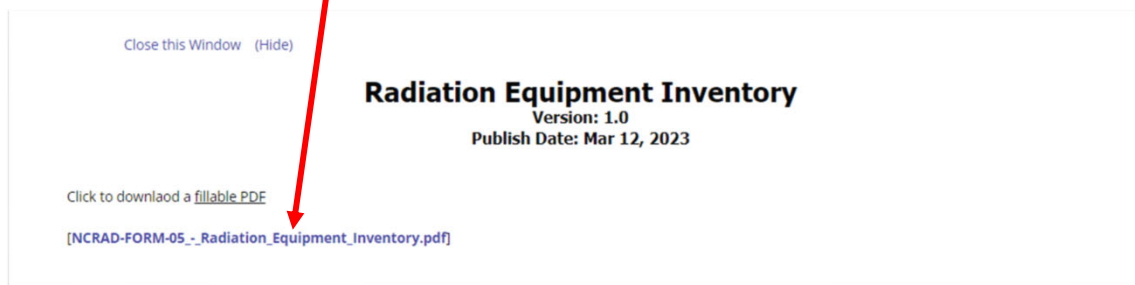 Close this Window (Hide)
Radiation Equipment Inventory
Version: 1.0
Publish Date: Mar 12, 2023
Click to downlaod a fillable PDF
[NCRAD-FORM-05_-_Radiation_Equipment_Inventory.pdf]